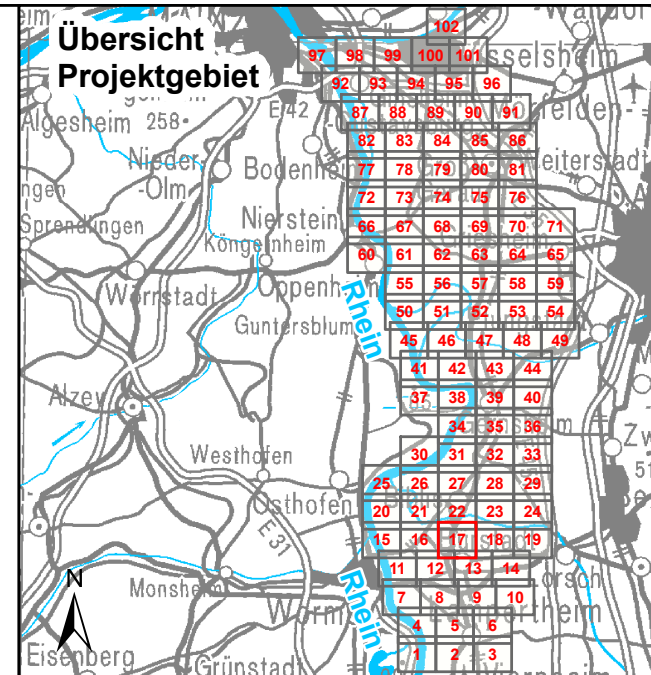 Übersicht
Projektgebiet
102
97 98 99 100 101
sselsheim
92 93 94 95 96
E 42
87 88 89 90 91
felden-
Algesheim 258
82 83 84 85 86
Nieder-
-Olm
Bodenheim
77 78 79 80 81
eiterstadt
ngen
72 73 74 75 76
Nierstein
Sprendlingen
66 67 68 69 70 71
Köngernheim
60 61 62 63 64 65
Oppenheim
Wörrstadt
55 56 57 58 59
Rhein
50 51 52 53 54
Guntersblum
45 46 47 48 49
41 42 43 44
Alzey
37 38 39 40
34 35 36
Westhofen
30 31 32 33
25 26 27 28 29
Osthofen
20 21 22 23 24
E 31
15 16 17 18 19
11 12 13 14
orsch
N
Monsheim
Rhein
7 8 9 10
Worms
4 5 6
Eisenberg
Grünstadt
1 2 3